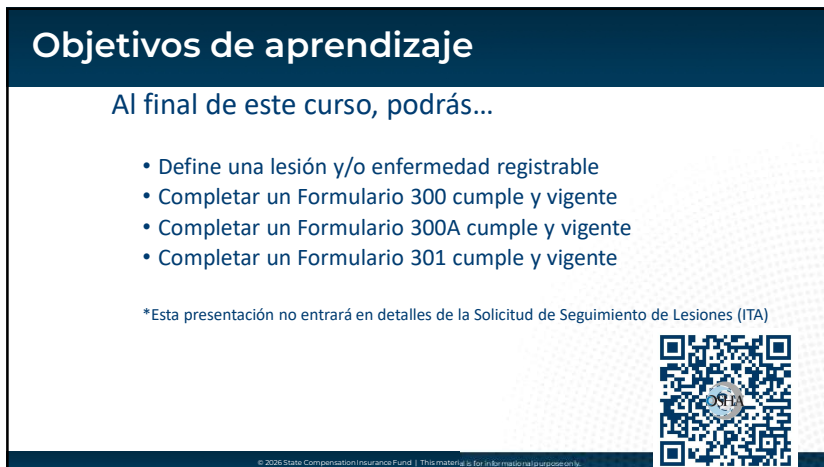 Objetivos de aprendizaje
Al final de este curso, podrás...
• Define una lesión y/o enfermedad registrable
• Completar un Formulario 300 cumple y vigente
• Completar un Formulario 300A cumple y vigente
• Completar un Formulario 301 cumple y vigente
*Esta presentación no entrará en detalles de la Solicitud de Seguimiento de Lesiones (ITA)
OSHA
© 2026 State Compensation Insurance Fund | This material is for informational purpose only.